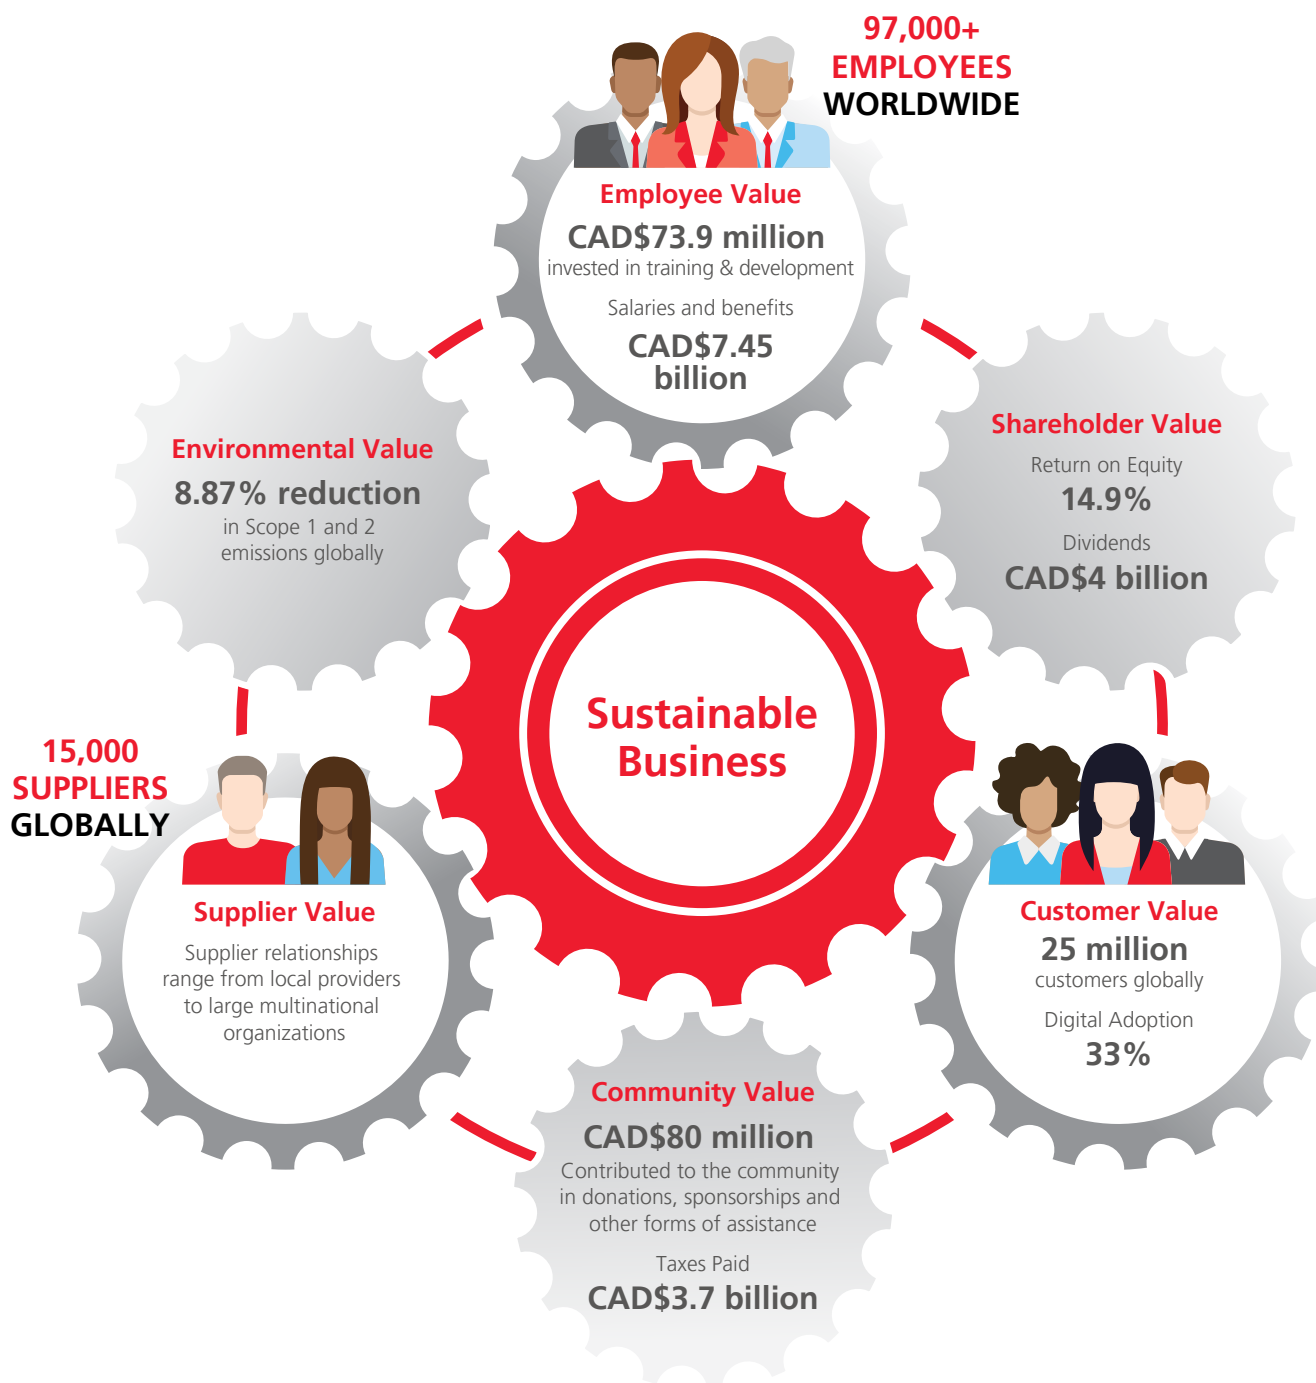 97,000+
EMPLOYEES
WORLDWIDE
Employee Value
CAD$73.9 million
invested in training & development
Salaries and benefits
CAD$7.45
billion
Environmental Value
8.87% reduction
in Scope 1 and 2
emissions globally
Shareholder Value
Return on Equity
14.9%
Dividends
CAD$4 billion
Sustainable
Business
15,000
SUPPLIERS
GLOBALLY
Supplier Value
Supplier relationships
range from local providers
to large multinational
organizations
Customer Value
25 million
customers globally
Digital Adoption
33%
Community Value
CAD$80 million
Contributed to the community
in donations, sponsorships and
other forms of assistance
Taxes Paid
CAD$3.7 billion